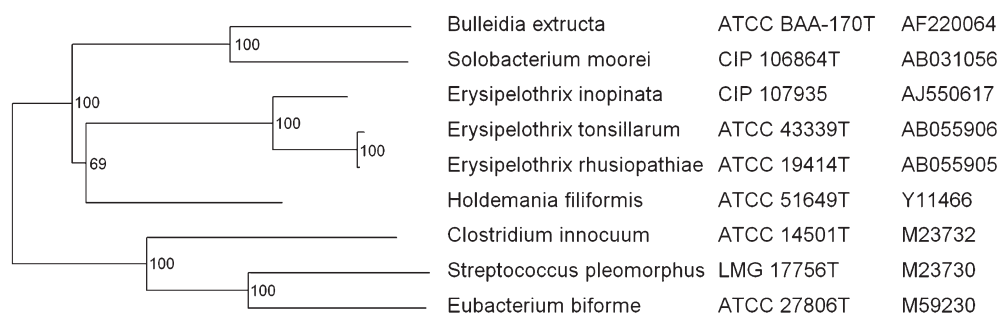 Bulleidia extructa ATCC BAA-170T AF220064
100
Solobacterium moorei CIP 106864T AB031056
Erysipelothrix inopinata CIP 107935 AJ550617
100
100
Erysipelothrix tonsillarum ATCC 43339T AB055906
100
69
Erysipelothrix rhusiopathiae ATCC 19414T AB055905
Holdemania filiformis ATCC 51649T Y11466
Clostridium innocuum ATCC 14501T M23732
100
Streptococcus pleomorphus LMG 17756T M23730
100
Eubacterium biforme ATCC 27806T M59230